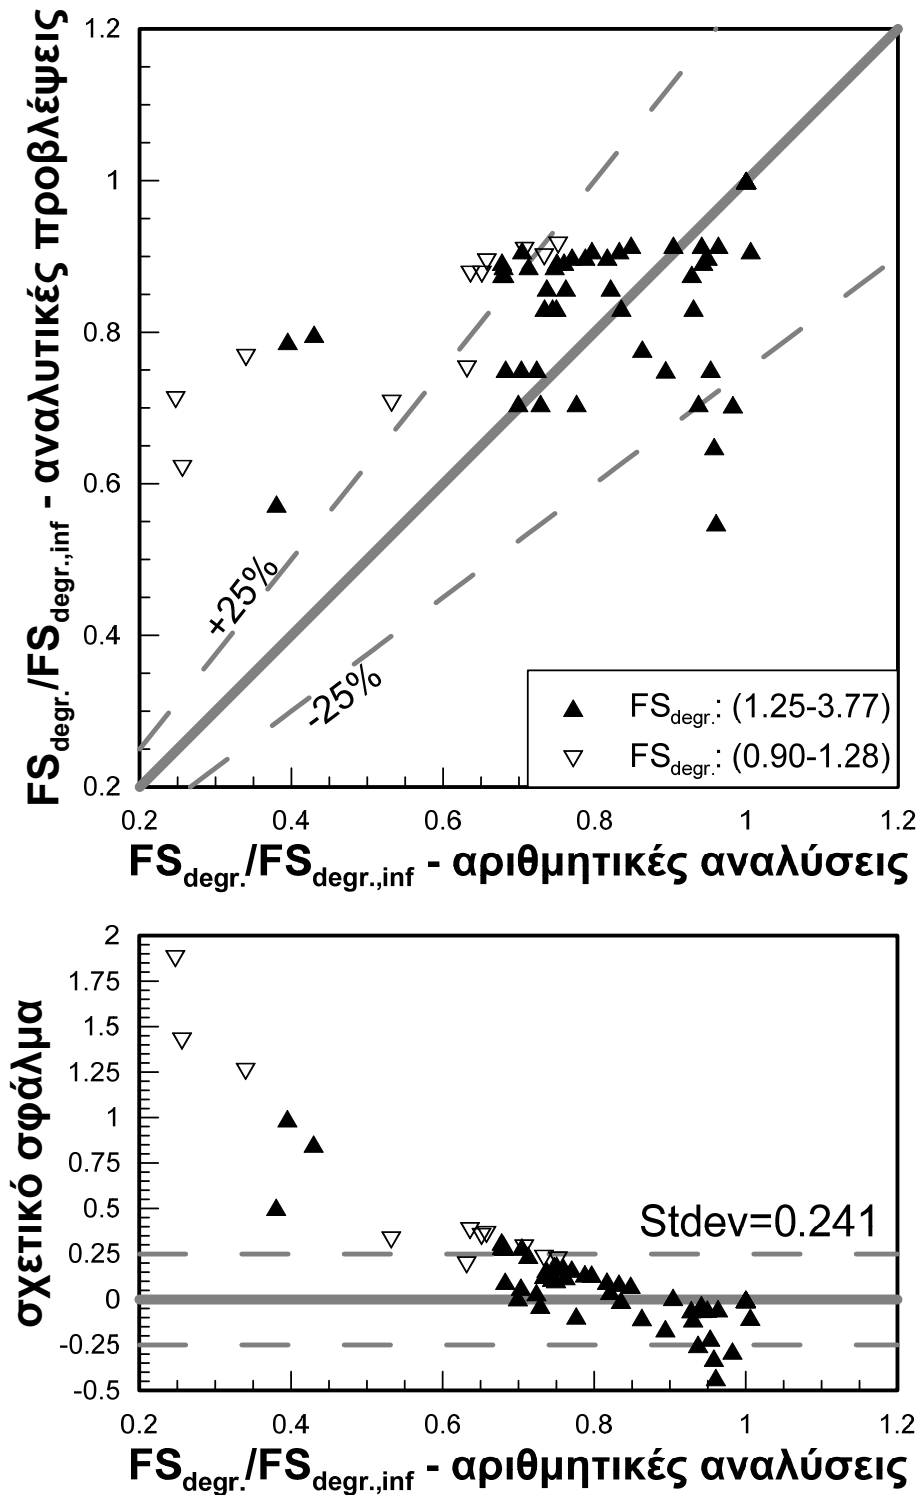 1.2
1
0.8
0.6
0.4
0.2
FSdegr./FSdegr.,inf - αναλυτικές προβλέψεις
+25%
-25%
FSdegr.: (1.25-3.77)
FSdegr.: (0.90-1.28)
0.2 0.4 0.6 0.8 1 1.2
FSdegr./FSdegr.,inf - αριθμητικές αναλύσεις
2
1.75
1.5
1.25
1
0.75
0.5
0.25
0
-0.25
-0.5
σχετικό σφάλμα
Stdev=0.241
0.2 0.4 0.6 0.8 1 1.2
FSdegr./FSdegr.,inf - αριθμητικές αναλύσεις